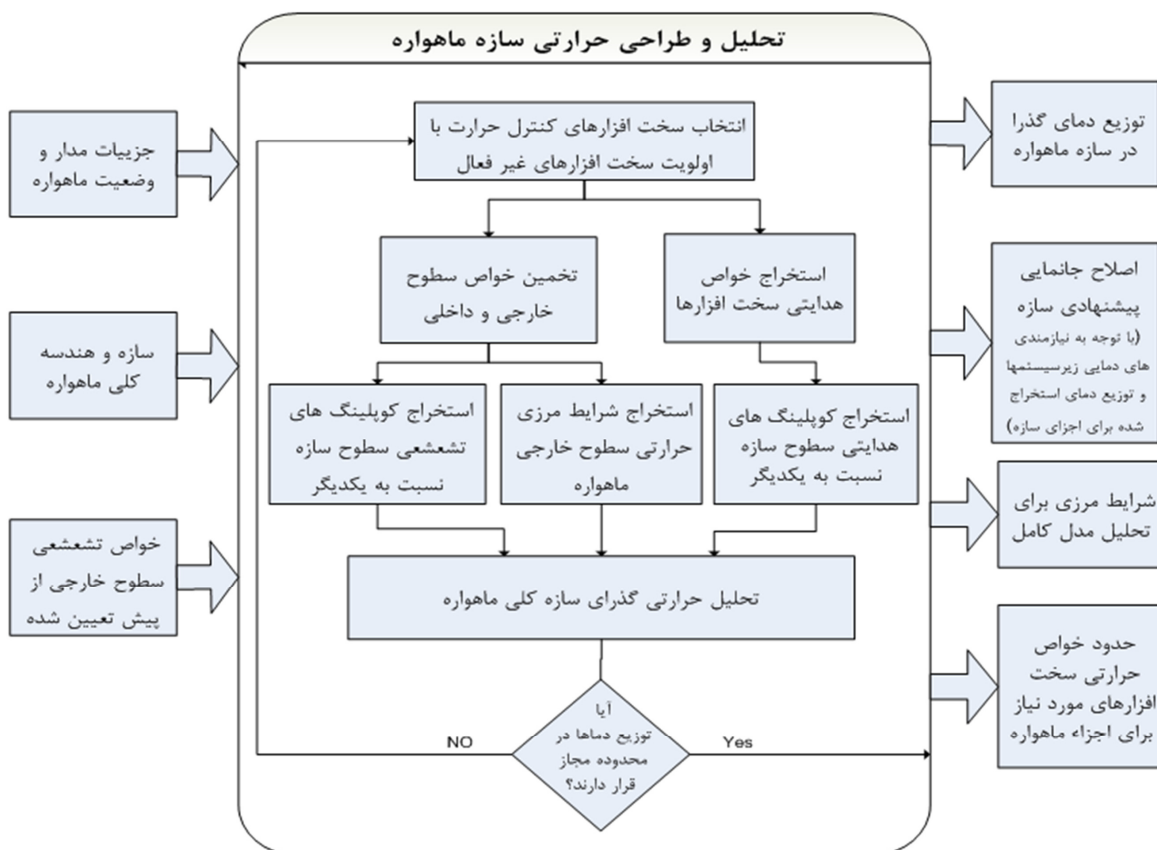 تحلیل و طراحی حرارتی سازه ماهواره
جزییات مدار و
وضعیت ماهواره
سازه و هندسه
کلی ماهواره
خواص تشعشعی
سطوح خارجی از
پیش تعیین شده
انتخاب سخت افزارهای کنترل حرارت با
اولویت سخت افزارهای غیر فعال
استخراج خواص
هدایتی سخت افزارها
تخمین خواص سطوح
خارجی و داخلی
استخراج کوپلینگ های
هدایتی سطوح سازه
نسبت به یکدیگر
استخراج شرایط مرزی
حرارتی سطوح خارجی
ماهواره
استخراج کوپلینگ های
تشعشعی سطوح سازه
نسبت به یکدیگر
تحلیل حرارتی گذرای سازه کلی ماهواره
آیا
توزیع دماها در
محدوده مجاز
قرار دارند؟
NO
Yes
توزیع دمای گذرا
در سازه ماهواره
اصلاح جانمایی
پیشنهادی سازه
(با توجه به نیازمندی
های دمایی زیرسیستمها
و توزیع دمای استخراج
شده برای اجزای سازه)
شرایط مرزی برای
تحلیل مدل کامل
حدود خواص
حرارتی سخت
افزارهای مورد نیاز
برای اجزاء ماهواره